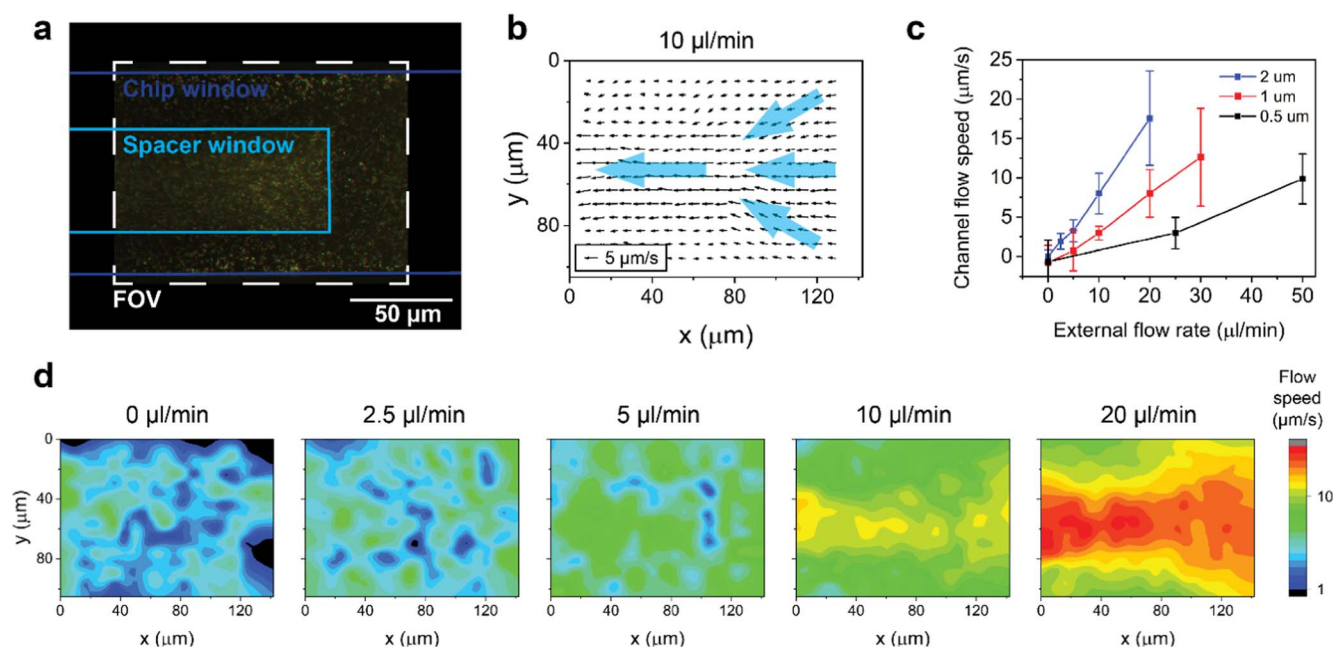 a
Chip window
Spacer window
FOV
50 μm
b
10 μl/min
0
40
80
y (μm)
5 μm/s
0 20 40 60 80 100 120
x (μm)
c
25
20
15
10
5
0
Channel flow speed (μm/s)
2 um
1 um
0.5 um
0 10 20 30 40 50
External flow rate (μl/min)
d
0 μl/min
2.5 μl/min
5 μl/min
10 μl/min
20 μl/min
Flow
speed
(μm/s)
10
1
0
40
80
y (μm)
0 40 80 120
0 40 80 120
0 40 80 120
0 40 80 120
0 40 80 120
x (μm)
x (μm)
x (μm)
x (μm)
x (μm)